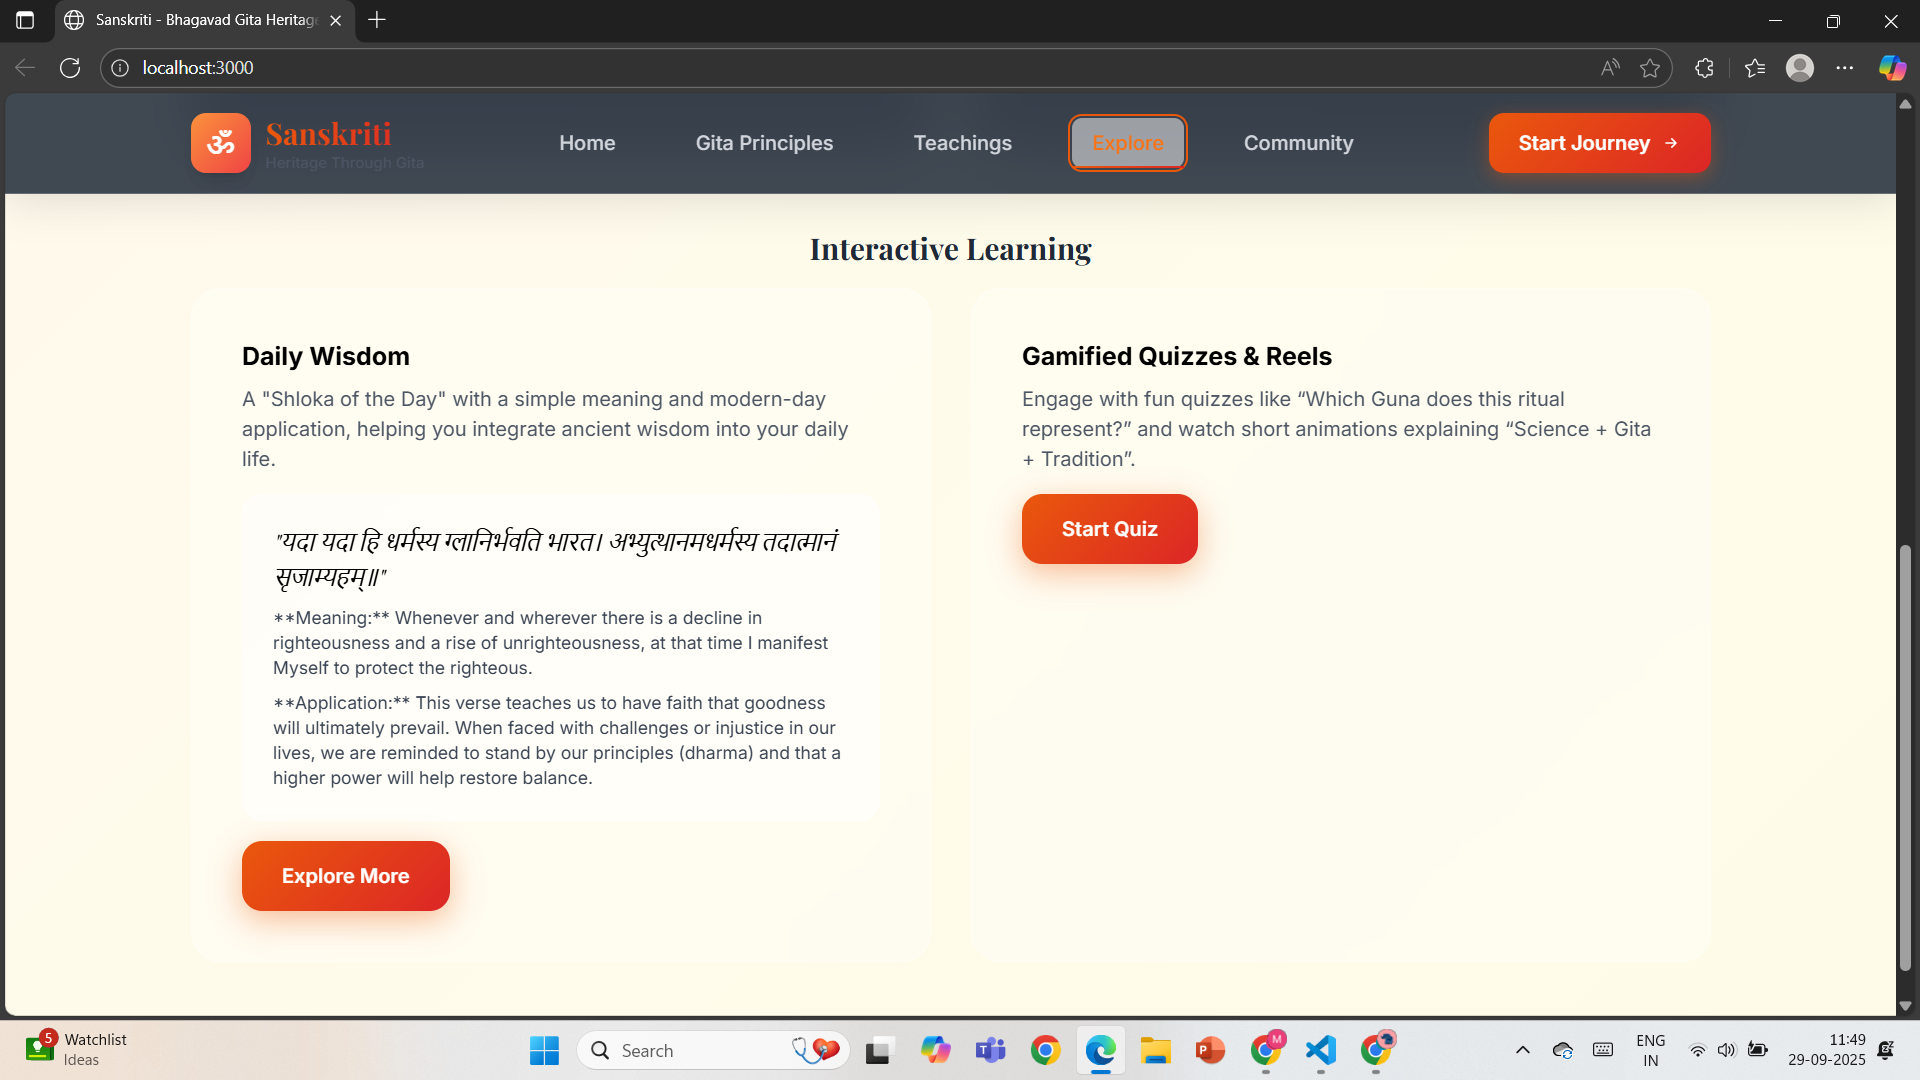 Sanskriti - Bhagavad Gita Heritag
localhost:3000
ॐ
Sanskriti
Heritage Through Gita
Home
Gita Principles
Teachings
Explore
Community
Start Journey →
Interactive Learning
Daily Wisdom
A "Shloka of the Day" with a simple meaning and modern-day
application, helping you integrate ancient wisdom into your daily
life.
"यदा यदा हि धर्मस्य ग्लानिर्भवति भारत। अभ्युत्थानमधर्मस्य तदात्मानं
सृजाम्यहम्॥"
**Meaning:** Whenever and wherever there is a decline in
righteousness and a rise of unrighteousness, at that time I manifest
Myself to protect the righteous.
**Application:** This verse teaches us to have faith that goodness
will ultimately prevail. When faced with challenges or injustice in our
lives, we are reminded to stand by our principles (dharma) and that a
higher power will help restore balance.
Explore More
Gamified Quizzes & Reels
Engage with fun quizzes like “Which Guna does this ritual
represent?” and watch short animations explaining “Science + Gita
+ Tradition”.
Start Quiz
5
Watchlist
Ideas
Search
M
ENG
IN
11:49
29-09-2025